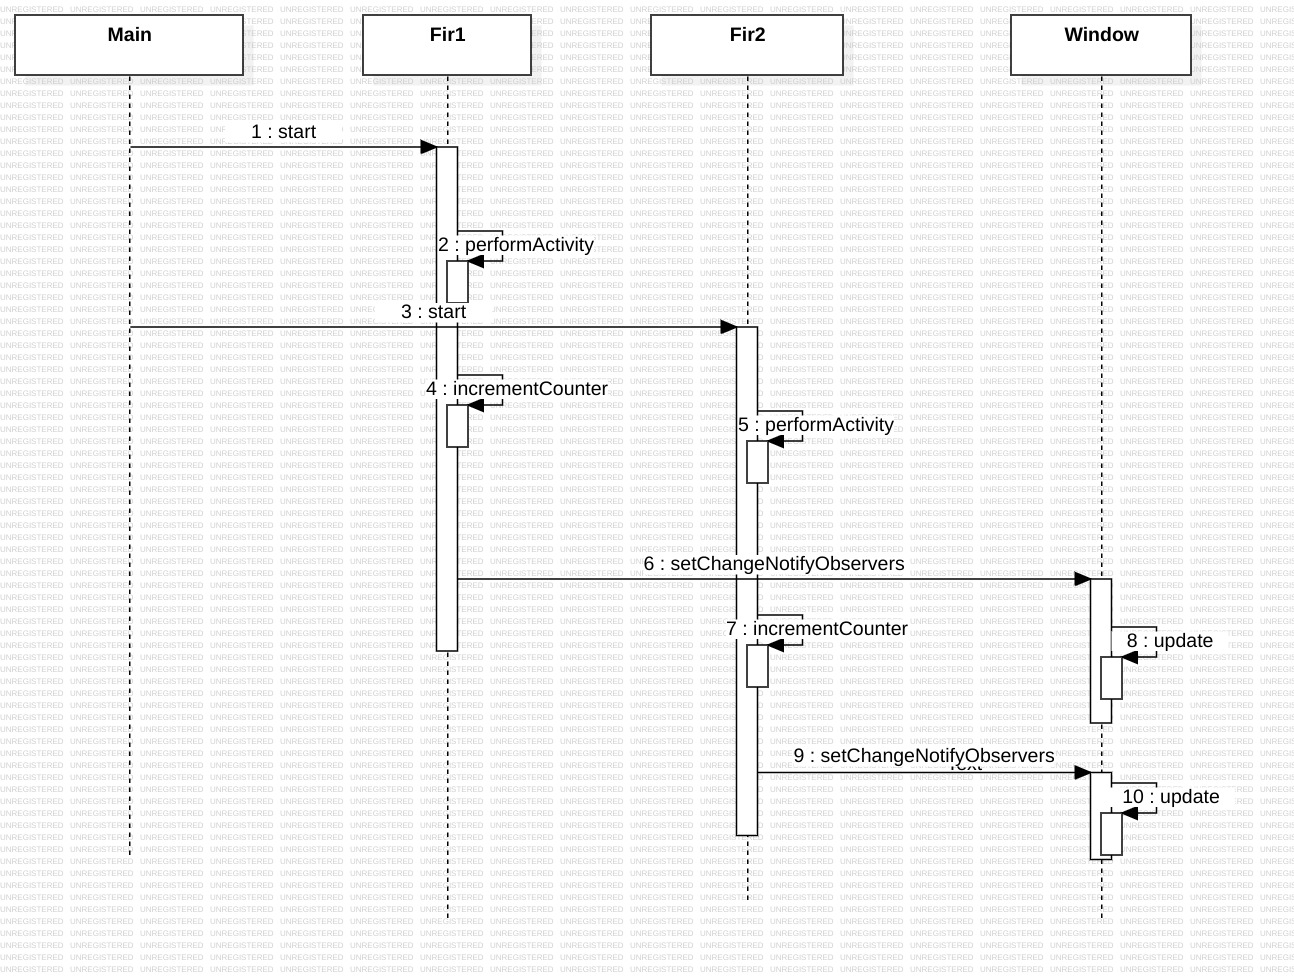 Main
Fir1
Fir2
Window
1 : start
2 : performActivity
3 : start
4 : incrementCounter
5 : performActivity
6 : setChangeNotifyObservers
7 : incrementCounter
8 : update
9 : setChangeNotifyObservers
10 : update
UNREGISTERED